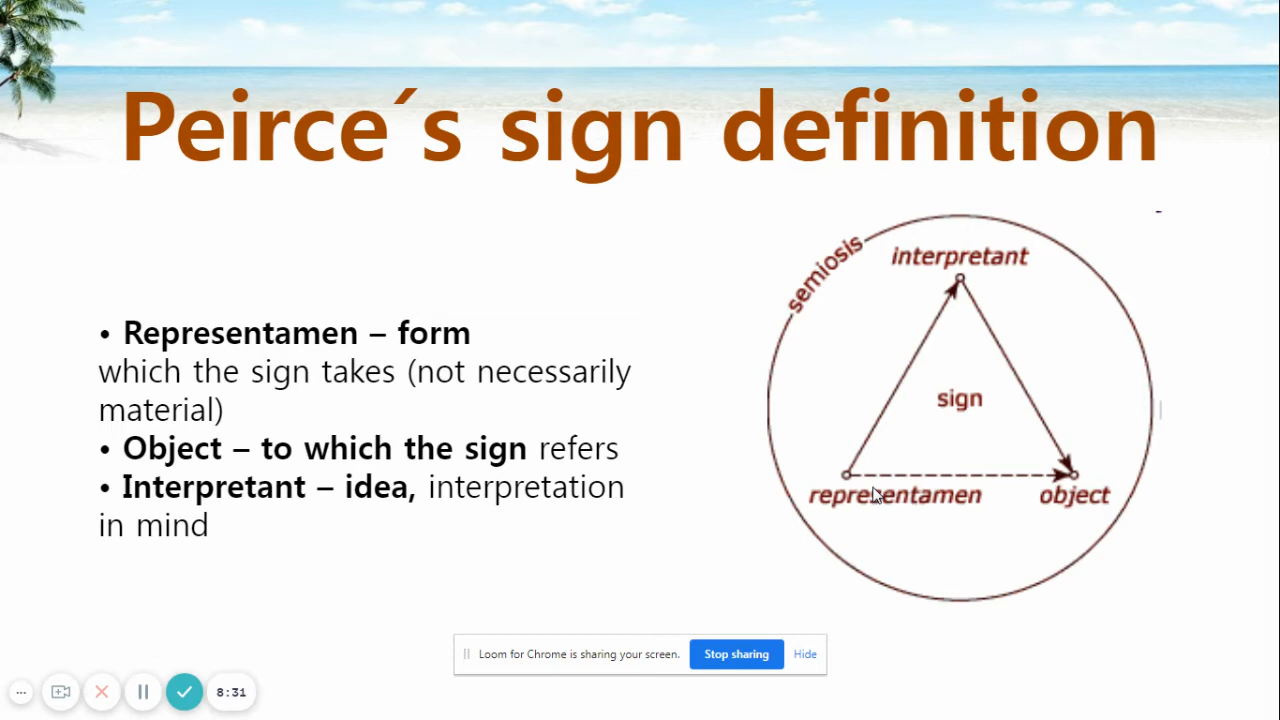 Peirce´s sign definition
• Representamen – form
which the sign takes (not necessarily
material)
• Object – to which the sign refers
• Interpretant – idea, interpretation
in mind
semiosis
interpretant
sign
representamen
object
Loom for Chrome is sharing your screen. Stop sharing Hide
8:31